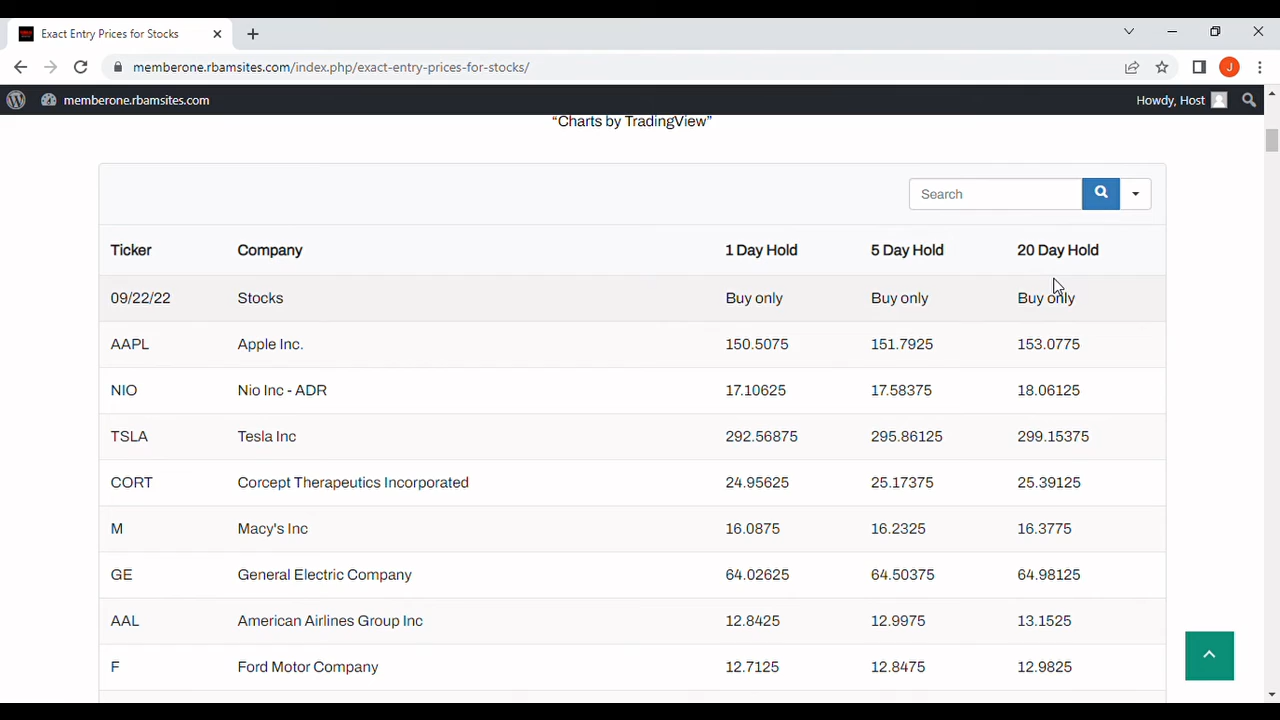 Exact Entry Prices for Stocks
memberone.rbamsites.com/index.php/exact-entry-prices-for-stocks/
J
memberone.rbamsites.com
Howdy, Host
“Charts by TradingView”
Search
Ticker Company 1 Day Hold 5 Day Hold 20 Day Hold
09/22/22 Stocks Buy only Buy only Buy only
AAPL Apple Inc. 150.5075 151.7925 153.0775
NIO Nio Inc - ADR 17.10625 17.58375 18.06125
TSLA Tesla Inc 292.56875 295.86125 299.15375
CORT Corcept Therapeutics Incorporated 24.95625 25.17375 25.39125
M Macy's Inc 16.0875 16.2325 16.3775
GE General Electric Company 64.02625 64.50375 64.98125
AAL American Airlines Group Inc 12.8425 12.9975 13.1525
F Ford Motor Company 12.7125 12.8475 12.9825